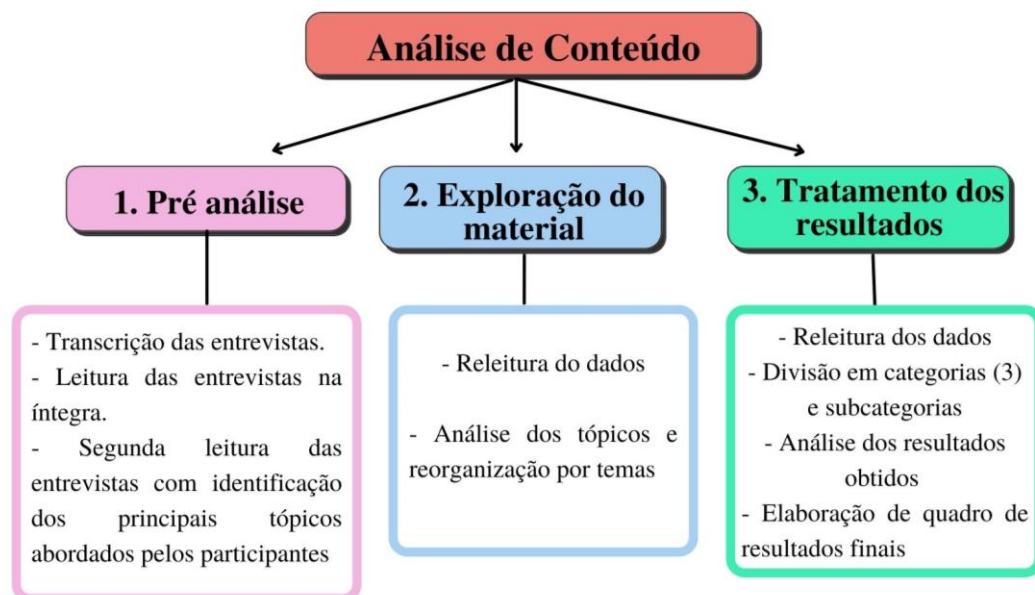 Análise de Conteúdo
1. Pré análise
- Transcrição das entrevistas.
- Leitura das entrevistas na
íntegra.
- Segunda leitura das
entrevistas com identificação
dos principais tópicos
abordados pelos participantes
2. Exploração do
material
- Releitura do dados
- Análise dos tópicos e
reorganização por temas
3. Tratamento dos
resultados
- Releitura dos dados
- Divisão em categorias (3)
e subcategorias
- Análise dos resultados
obtidos
- Elaboração de quadro de
resultados finais